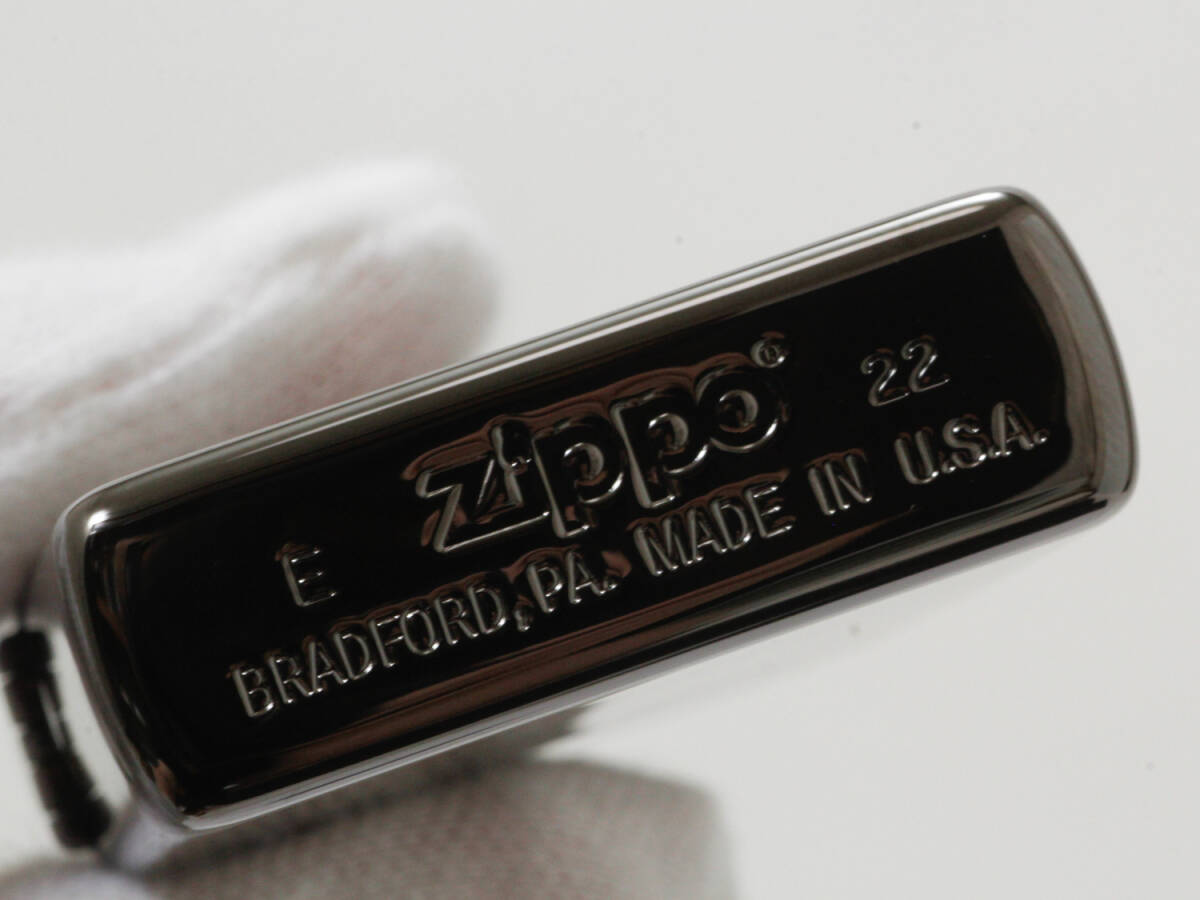 E zippo® 22
BRADFORD, PA. MADE IN U.S.A.